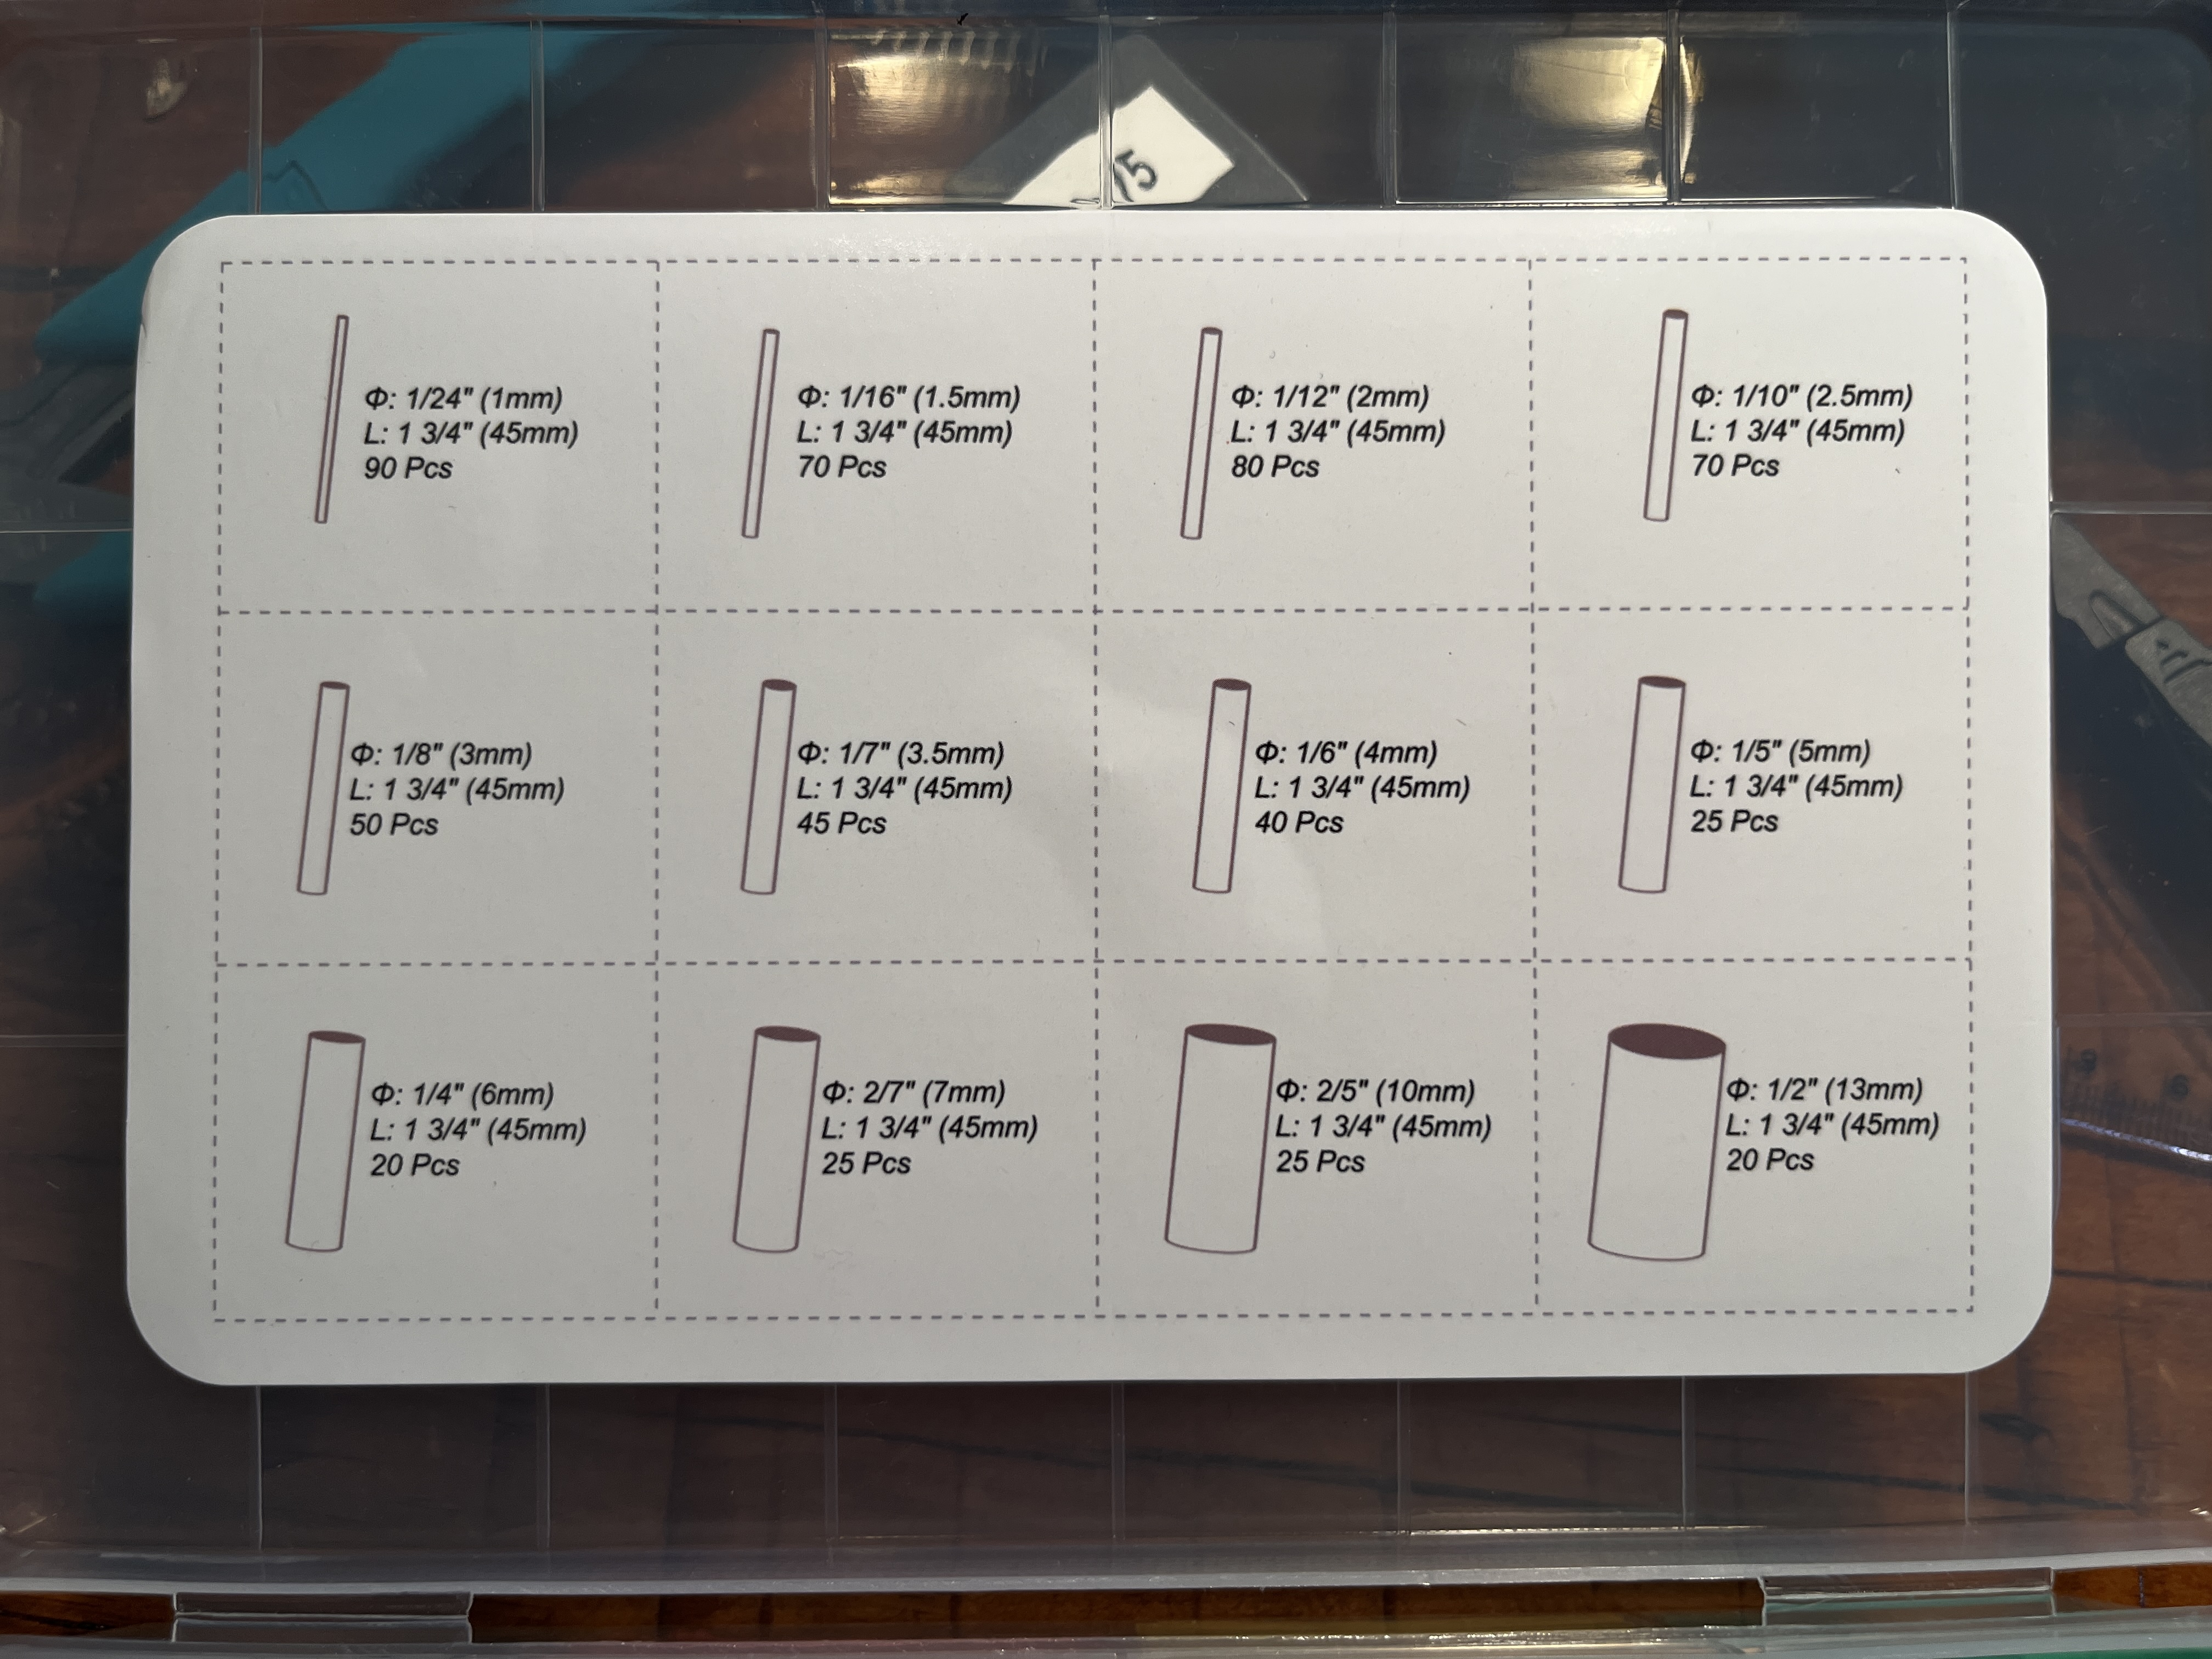 Φ: 1/24" (1mm)
L: 1 3/4" (45mm)
90 Pcs
Φ: 1/16" (1.5mm)
L: 1 3/4" (45mm)
70 Pcs
Φ: 1/12" (2mm)
L: 1 3/4" (45mm)
80 Pcs
Φ: 1/10" (2.5mm)
L: 1 3/4" (45mm)
70 Pcs
Φ: 1/8" (3mm)
L: 1 3/4" (45mm)
50 Pcs
Φ: 1/7" (3.5mm)
L: 1 3/4" (45mm)
45 Pcs
Φ: 1/6" (4mm)
L: 1 3/4" (45mm)
40 Pcs
Φ: 1/5" (5mm)
L: 1 3/4" (45mm)
25 Pcs
Φ: 1/4" (6mm)
L: 1 3/4" (45mm)
20 Pcs
Φ: 2/7" (7mm)
L: 1 3/4" (45mm)
25 Pcs
Φ: 2/5" (10mm)
L: 1 3/4" (45mm)
25 Pcs
Φ: 1/2" (13mm)
L: 1 3/4" (45mm)
20 Pcs